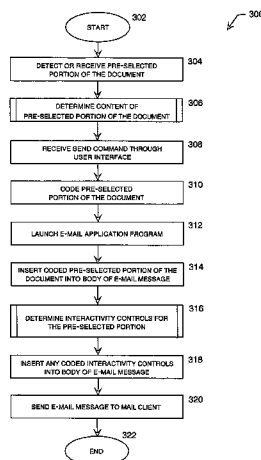 302
START
300
DETECT OR RECEIVE PRE-SELECTED
PORTION OF THE DOCUMENT
304
DETERMINE CONTENT OF
PRE-SELECTED PORTION OF THE DOCUMENT
306
RECEIVE SEND COMMAND THROUGH
USER INTERFACE
308
CODE PRE-SELECTED
PORTION OF THE DOCUMENT
310
LAUNCH E-MAIL APPLICATION PROGRAM
312
INSERT CODED PRE-SELECTED PORTION OF THE
DOCUMENT INTO BODY OF E-MAIL MESSAGE
314
DETERMINE INTERACTIVITY CONTROLS FOR
THE PRE-SELECTED PORTION
316
INSERT ANY CODED INTERACTIVITY CONTROLS
INTO BODY OF E-MAIL MESSAGE
318
SEND E-MAIL MESSAGE TO MAIL CLIENT
320
322
END